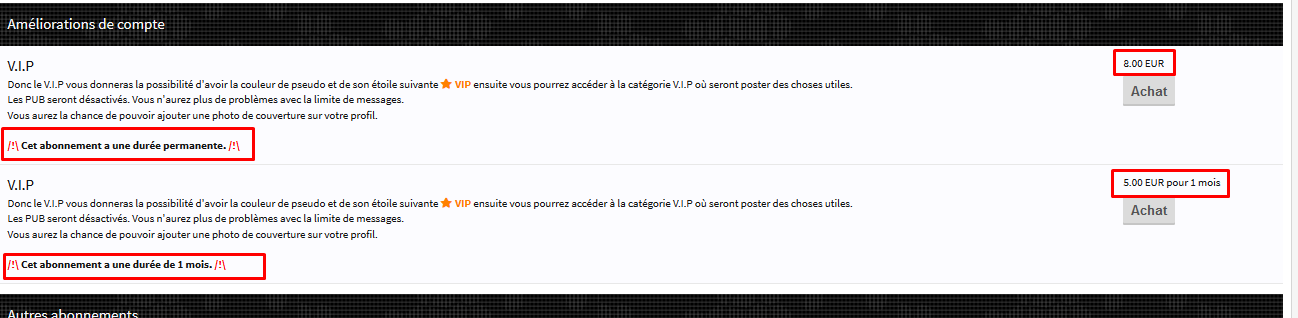 Améliorations de compte
V.I.P
8.00 EUR
Donc le V.I.P vous donneras la possibilité d'avoir la couleur de pseudo et de son étoile suivante ★ VIP ensuite vous pourrez accéder à la catégorie V.I.P où seront poster des choses utiles.
Achat
Les PUB seront désactivés. Vous n'aurez plus de problèmes avec la limite de messages.
Vous aurez la chance de pouvoir ajouter une photo de couverture sur votre profil.
/!\ Cet abonnement a une durée permanente. /!\
V.I.P
5.00 EUR pour 1 mois
Donc le V.I.P vous donneras la possibilité d'avoir la couleur de pseudo et de son étoile suivante ★ VIP ensuite vous pourrez accéder à la catégorie V.I.P où seront poster des choses utiles.
Achat
Les PUB seront désactivés. Vous n'aurez plus de problèmes avec la limite de messages.
Vous aurez la chance de pouvoir ajouter une photo de couverture sur votre profil.
/!\ Cet abonnement a une durée de 1 mois. /!\
Autres abonnements